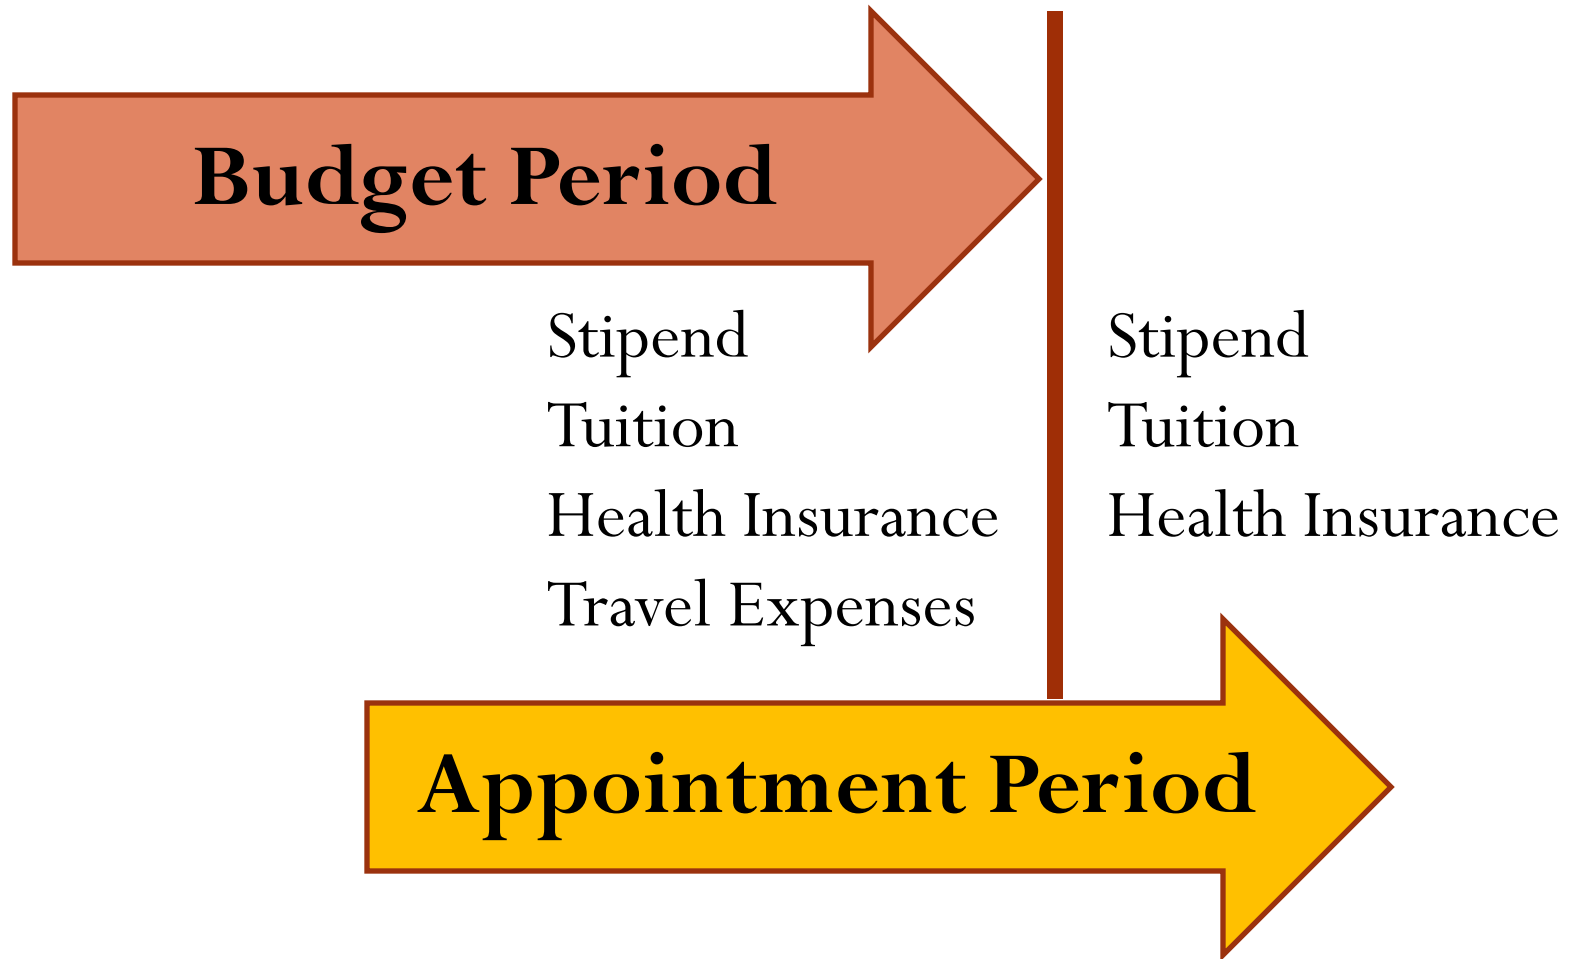 Budget Period
Stipend
Tuition
Health Insurance
Travel Expenses
Stipend
Tuition
Health Insurance
Appointment Period